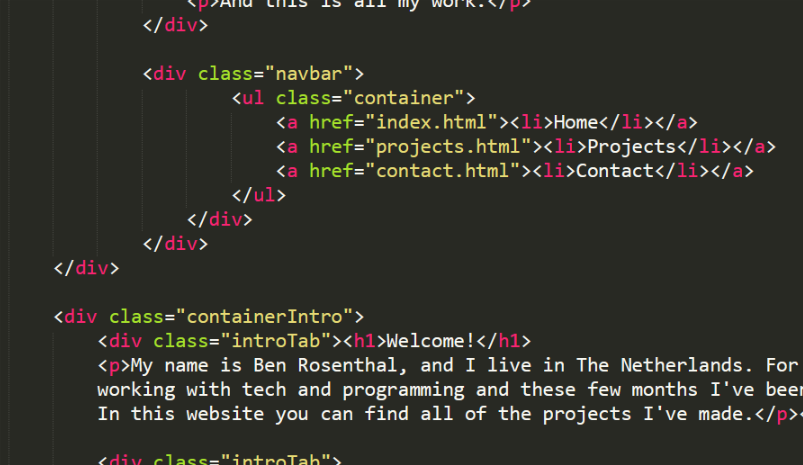 <p>And this is all my work.</p>
</div>
<div class="navbar">
<ul class="container">
<a href="index.html"><li>Home</li></a>
<a href="projects.html"><li>Projects</li></a>
<a href="contact.html"><li>Contact</li></a>
</ul>
</div>
</div>
</div>
<div class="containerIntro">
<div class="introTab"><h1>Welcome!</h1>
<p>My name is Ben Rosenthal, and I live in The Netherlands. For
working with tech and programming and these few months I've been
In this website you can find all of the projects I've made.</p><
<div class="introTab">